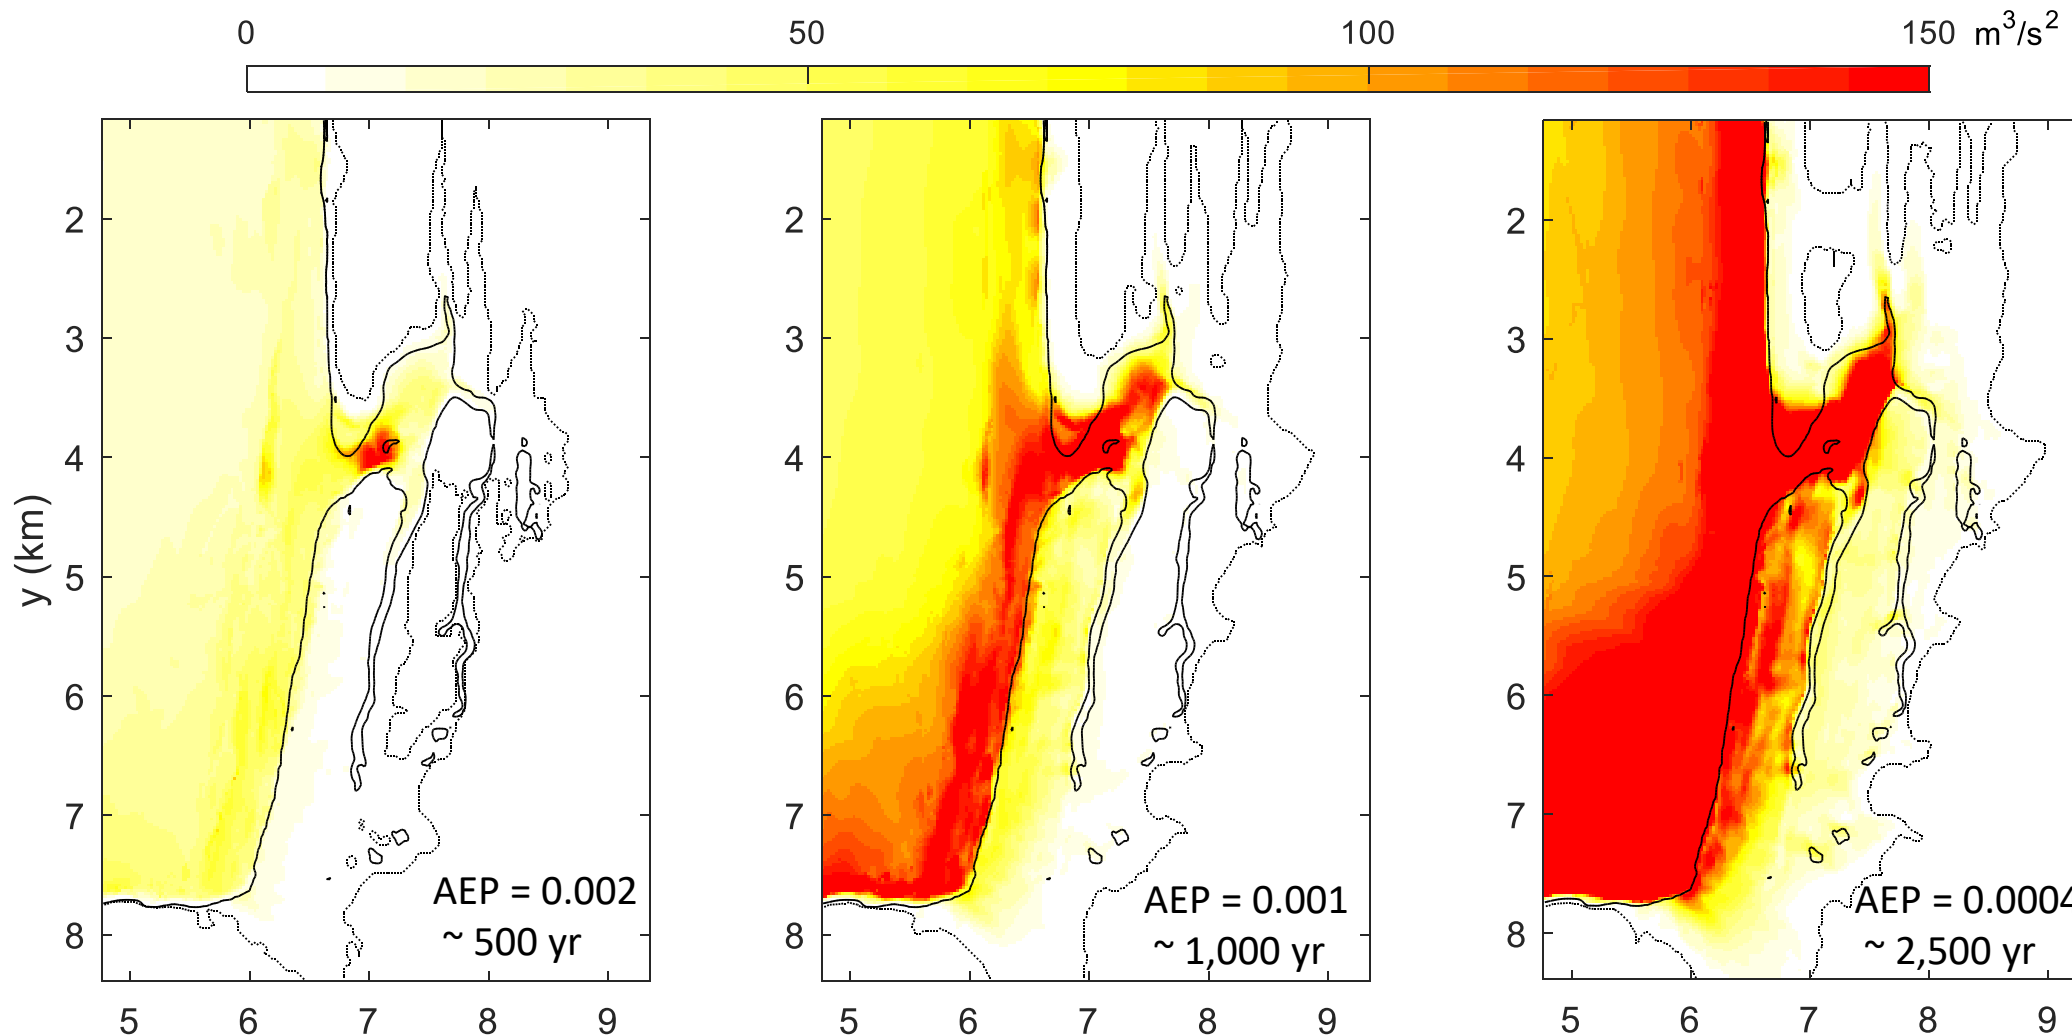 0 50 100 150 m³/s²
y (km)
2 3 4 5 6 7 8
5 6 7 8 9
AEP = 0.002
~ 500 yr
2 3 4 5 6 7 8
5 6 7 8 9
AEP = 0.001
~ 1,000 yr
2 3 4 5 6 7 8
5 6 7 8 9
AEP = 0.0004
~ 2,500 yr